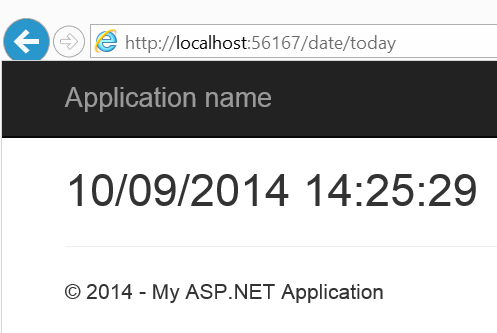 http://localhost:56167/date/today
Application name
10/09/2014 14:25:29
© 2014 - My ASP.NET Application